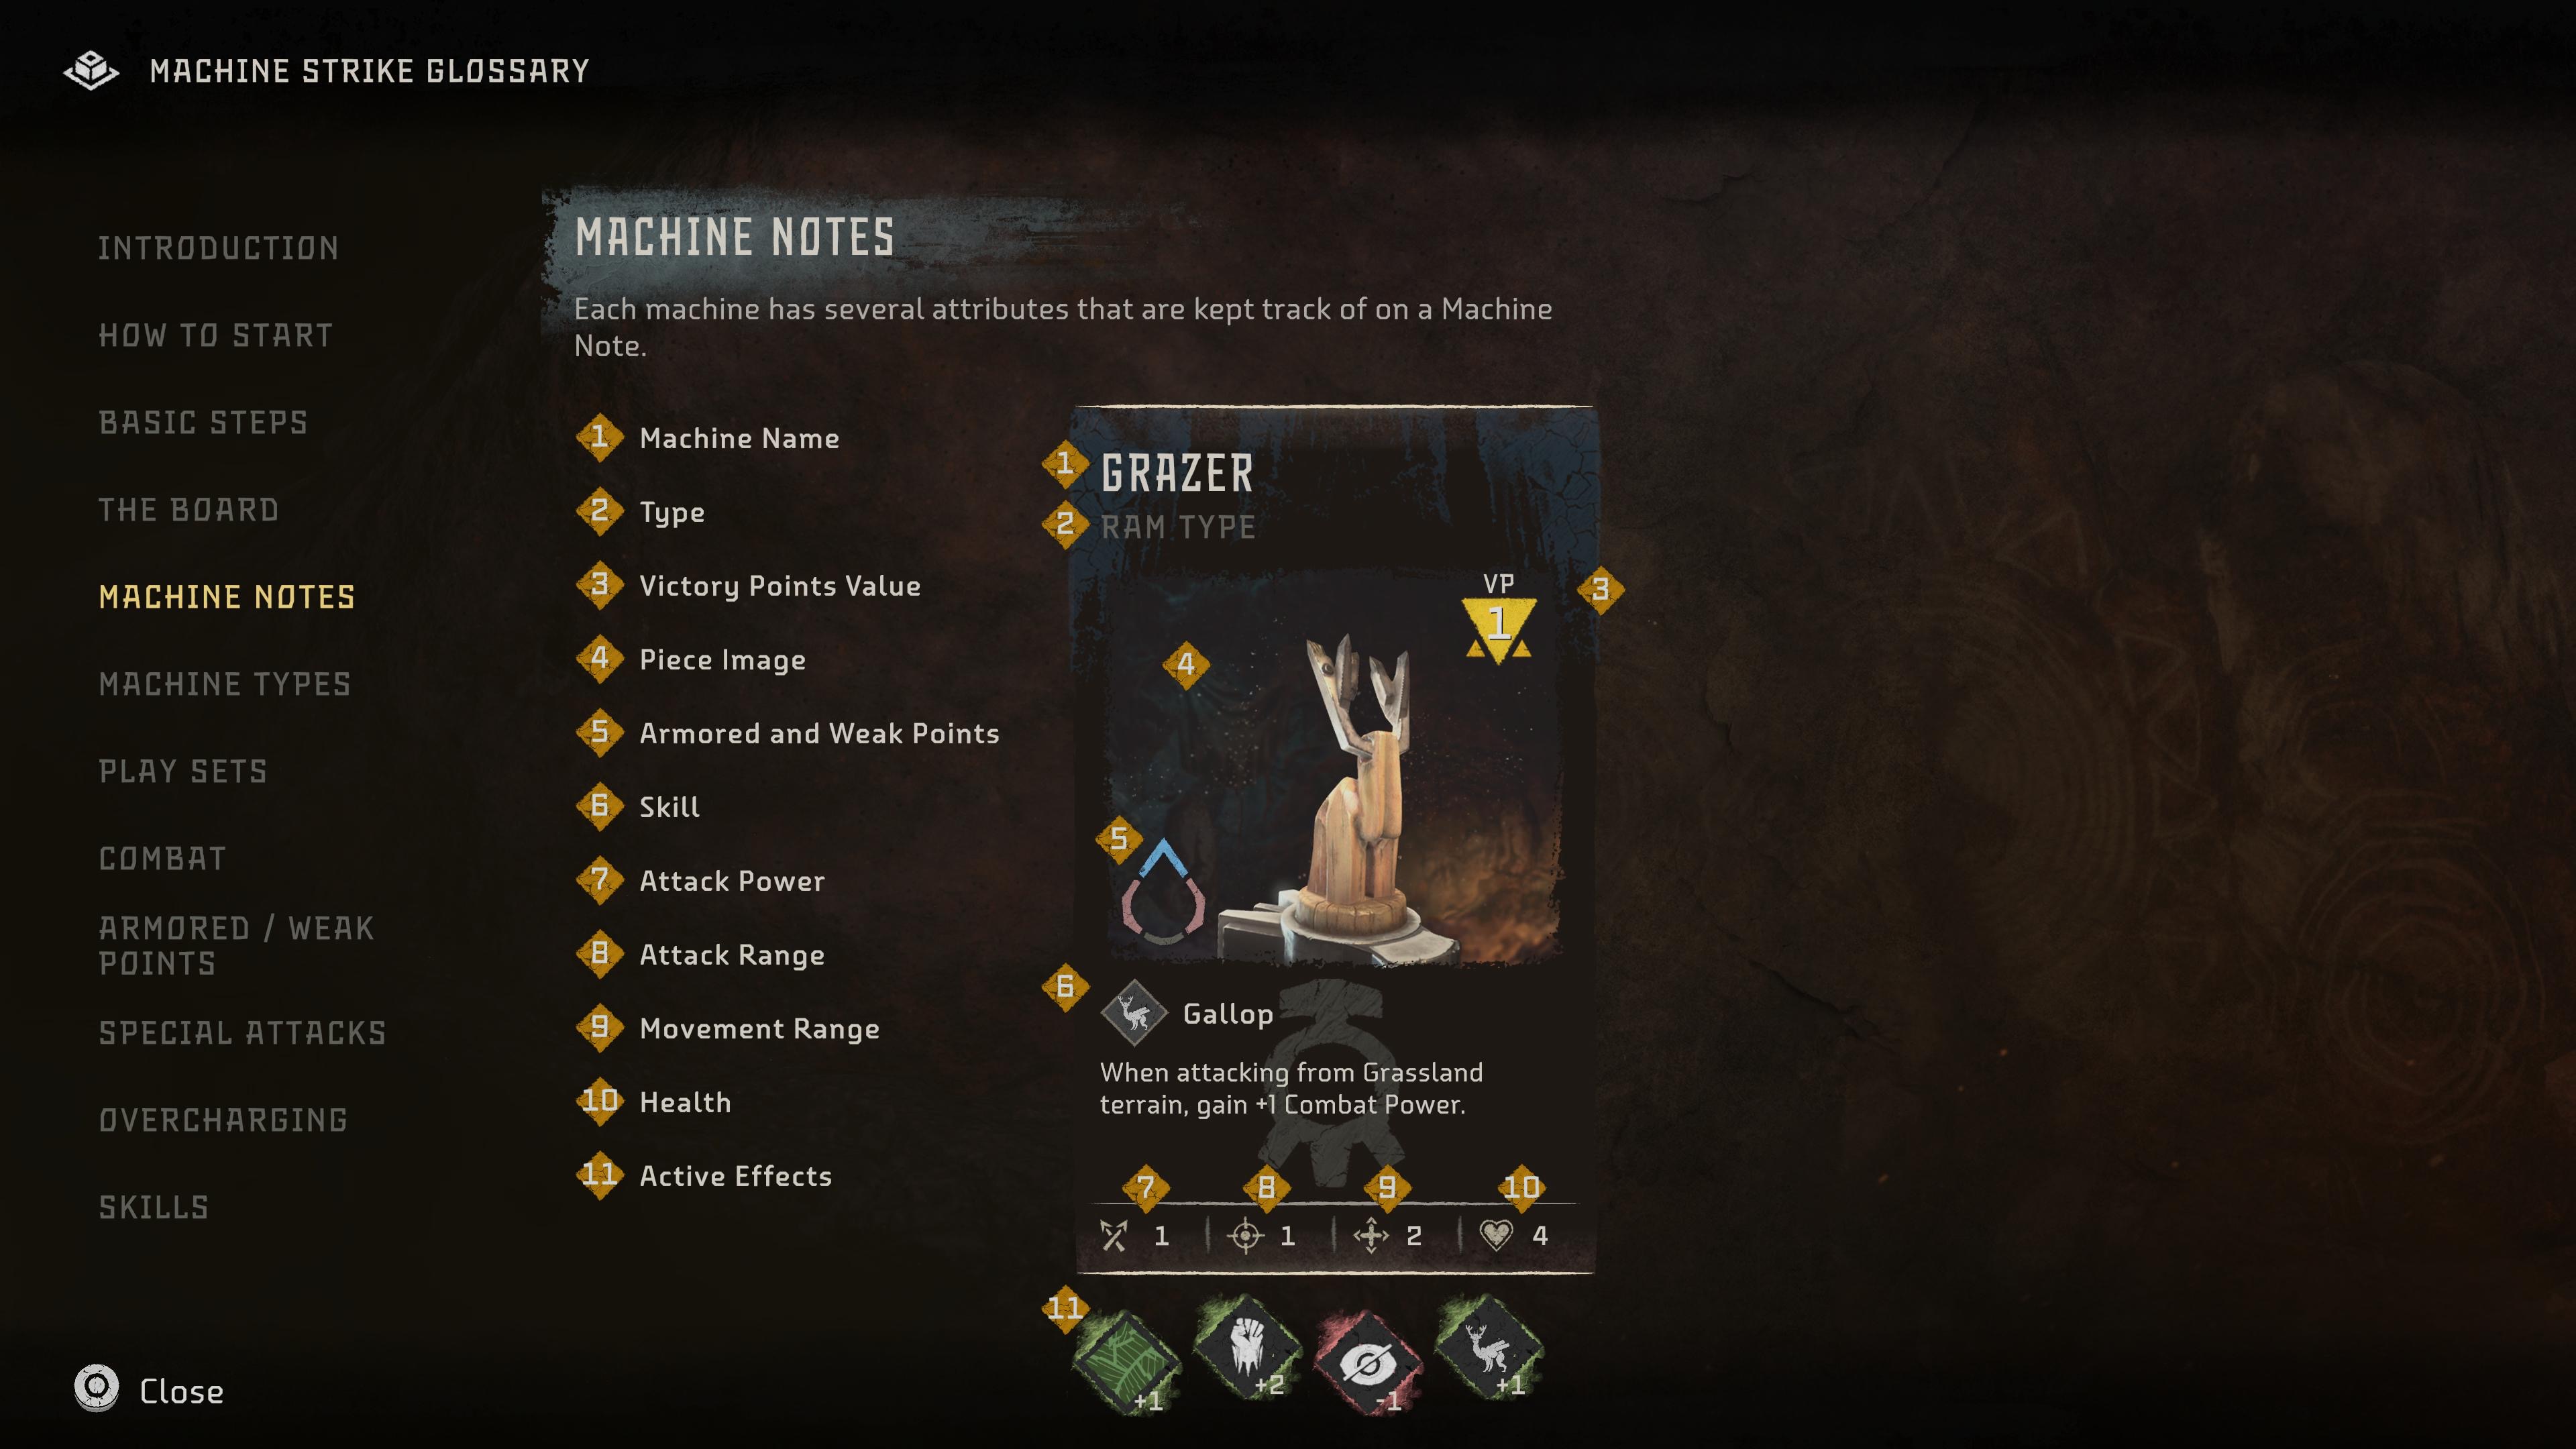 MACHINE STRIKE GLOSSARY
INTRODUCTION
HOW TO START
BASIC STEPS
THE BOARD
MACHINE NOTES
MACHINE TYPES
PLAY SETS
COMBAT
ARMORED / WEAK
POINTS
SPECIAL ATTACKS
OVERCHARGING
SKILLS
MACHINE NOTES
Each machine has several attributes that are kept track of on a Machine
Note.
1 Machine Name
2 Type
3 Victory Points Value
4 Piece Image
5 Armored and Weak Points
6 Skill
7 Attack Power
8 Attack Range
9 Movement Range
10 Health
11 Active Effects
1 GRAZER
2 RAM TYPE
VP
1
3
4
5
6
Gallop
When attacking from Grassland
terrain, gain +1 Combat Power.
7 8 9 10
1 1 2 4
11
+1 +2 -1 +1
Close